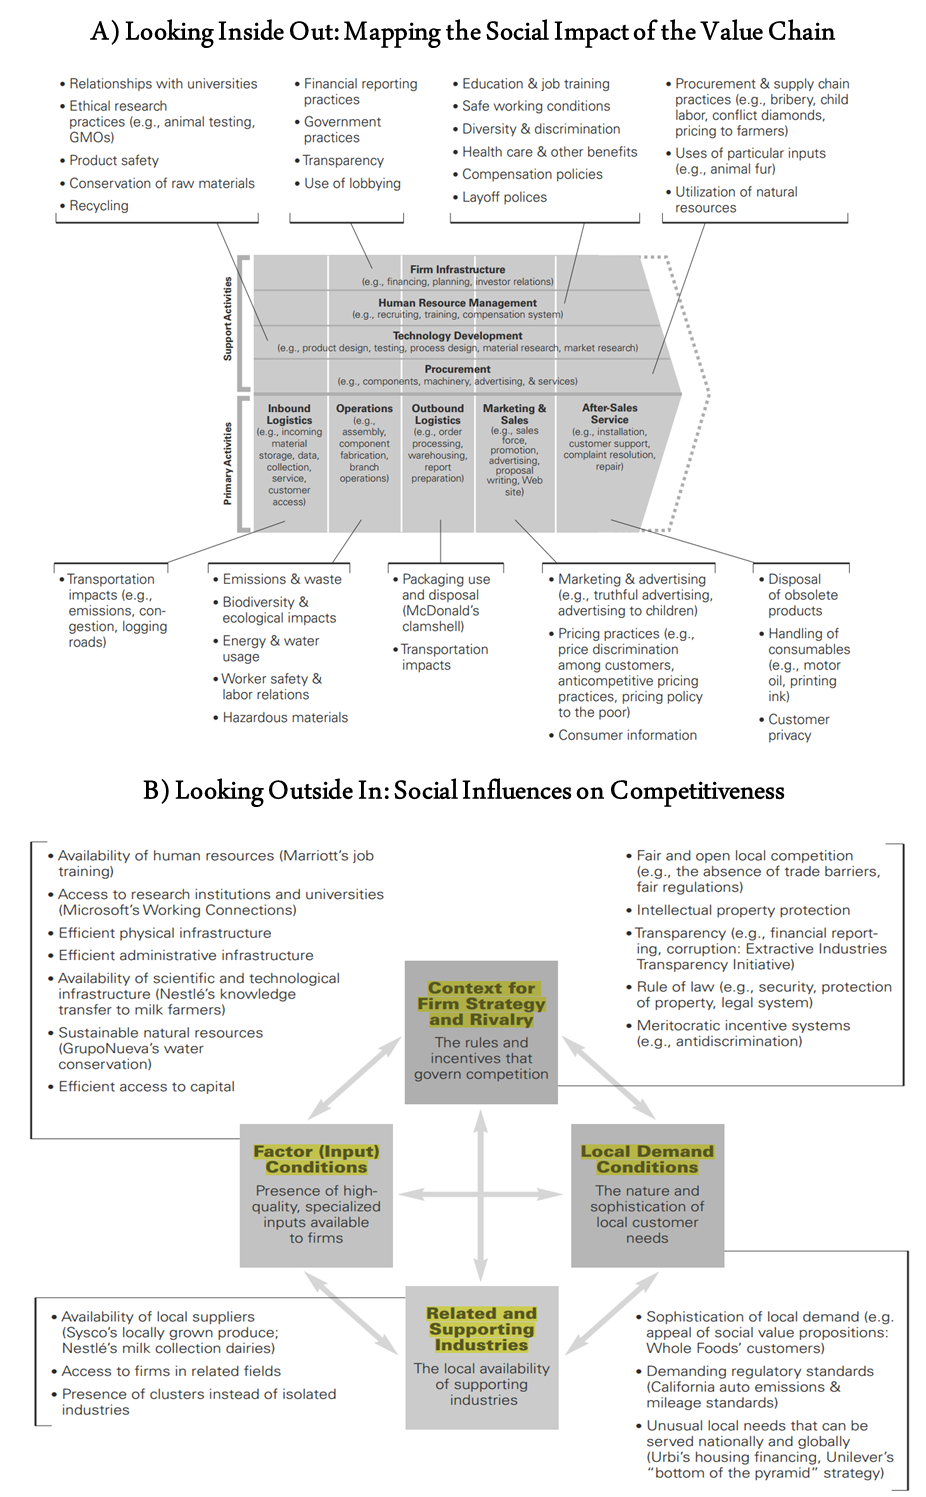 A) Looking Inside Out: Mapping the Social Impact of the Value Chain
• Relationships with universities
• Ethical research
practices (e.g., animal testing,
GMOs)
• Product safety
• Conservation of raw materials
• Recycling
• Financial reporting
practices
• Government
practices
• Transparency
• Use of lobbying
• Education & job training
• Safe working conditions
• Diversity & discrimination
• Health care & other benefits
• Compensation policies
• Layoff polices
• Procurement & supply chain
practices (e.g., bribery, child
labor, conflict diamonds,
pricing to farmers)
• Uses of particular inputs
(e.g., animal fur)
• Utilization of natural
resources
Support Activities
Firm Infrastructure
(e.g., financing, planning, investor relations)
Human Resource Management
(e.g., recruiting, training, compensation system)
Technology Development
(e.g., product design, testing, process design, material research, market research)
Procurement
(e.g., components, machinery, advertising, & services)
Primary Activities
Inbound
Logistics
(e.g., incoming
material
storage, data,
collection,
service,
customer
access)
Operations
(e.g.,
assembly,
component
fabrication,
branch
operations)
Outbound
Logistics
(e.g., order
processing,
warehousing,
report
preparation)
Marketing &
Sales
(e.g., sales
force,
promotion,
advertising,
proposal
writing, Web
site)
After-Sales
Service
(e.g., installation,
customer support,
complaint resolution,
repair)
• Transportation
impacts (e.g.,
emissions, con-
gestion, logging
roads)
• Emissions & waste
• Biodiversity &
ecological impacts
• Energy & water
usage
• Worker safety &
labor relations
• Hazardous materials
• Packaging use
and disposal
(McDonald's
clamshell)
• Transportation
impacts
• Marketing & advertising
(e.g., truthful advertising,
advertising to children)
• Pricing practices (e.g.,
price discrimination
among customers,
anticompetitive pricing
practices, pricing policy
to the poor)
• Consumer information
• Disposal
of obsolete
products
• Handling of
consumables
(e.g., motor
oil, printing
ink)
• Customer
privacy
B) Looking Outside In: Social Influences on Competitiveness
• Availability of human resources (Marriott's job
training)
• Access to research institutions and universities
(Microsoft's Working Connections)
• Efficient physical infrastructure
• Efficient administrative infrastructure
• Availability of scientific and technological
infrastructure (Nestlé's knowledge
transfer to milk farmers)
• Sustainable natural resources
(GrupoNueva's water
conservation)
• Efficient access to capital
• Fair and open local competition
(e.g., the absence of trade barriers,
fair regulations)
• Intellectual property protection
• Transparency (e.g., financial report-
ing, corruption: Extractive Industries
Transparency Initiative)
• Rule of law (e.g., security, protection
of property, legal system)
• Meritocratic incentive systems
(e.g., antidiscrimination)
Context for
Firm Strategy
and Rivalry
The rules and
incentives that
govern competition
Factor (Input)
Conditions
Presence of high-
quality, specialized
inputs available
to firms
Local Demand
Conditions
The nature and
sophistication of
local customer
needs
Related and
Supporting
Industries
The local availability
of supporting
industries
• Availability of local suppliers
(Sysco's locally grown produce;
Nestlé's milk collection dairies)
• Access to firms in related fields
• Presence of clusters instead of isolated
industries
• Sophistication of local demand (e.g.
appeal of social value propositions:
Whole Foods' customers)
• Demanding regulatory standards
(California auto emissions &
mileage standards)
• Unusual local needs that can be
served nationally and globally
(Urbi's housing financing, Unilever's
"bottom of the pyramid" strategy)